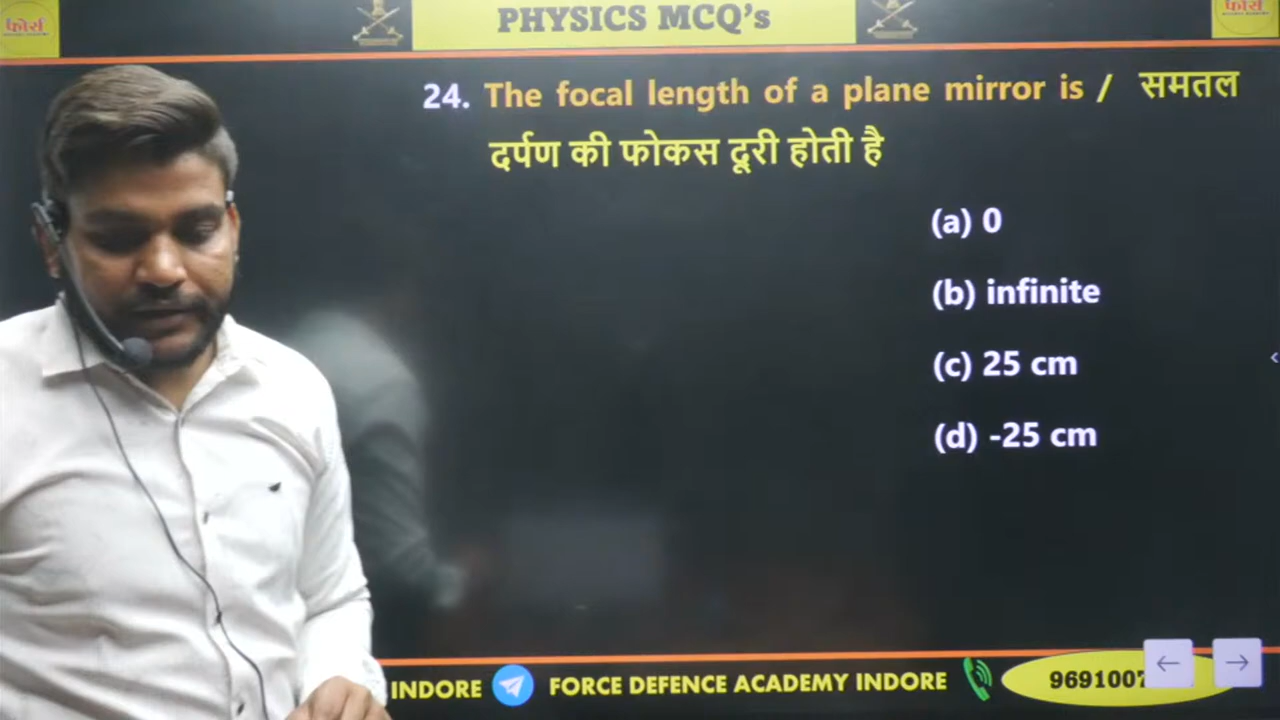 फोर्स
PHYSICS MCQ's
फोर्स
24. The focal length of a plane mirror is / समतल
दर्पण की फोकस दूरी होती है
(a) 0
(b) infinite
(c) 25 cm
(d) -25 cm
INDORE
FORCE DEFENCE ACADEMY INDORE
9691007